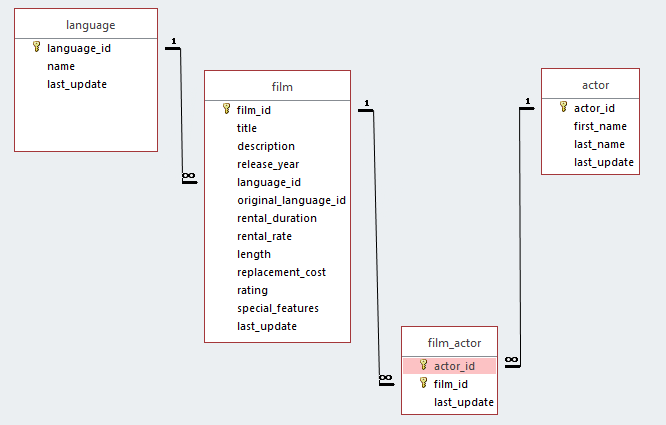 language
language_id
name
last_update
1
∞
film
film_id
title
description
release_year
language_id
original_language_id
rental_duration
rental_rate
length
replacement_cost
rating
special_features
last_update
1
∞
actor
actor_id
first_name
last_name
last_update
1
∞
film_actor
actor_id
film_id
last_update